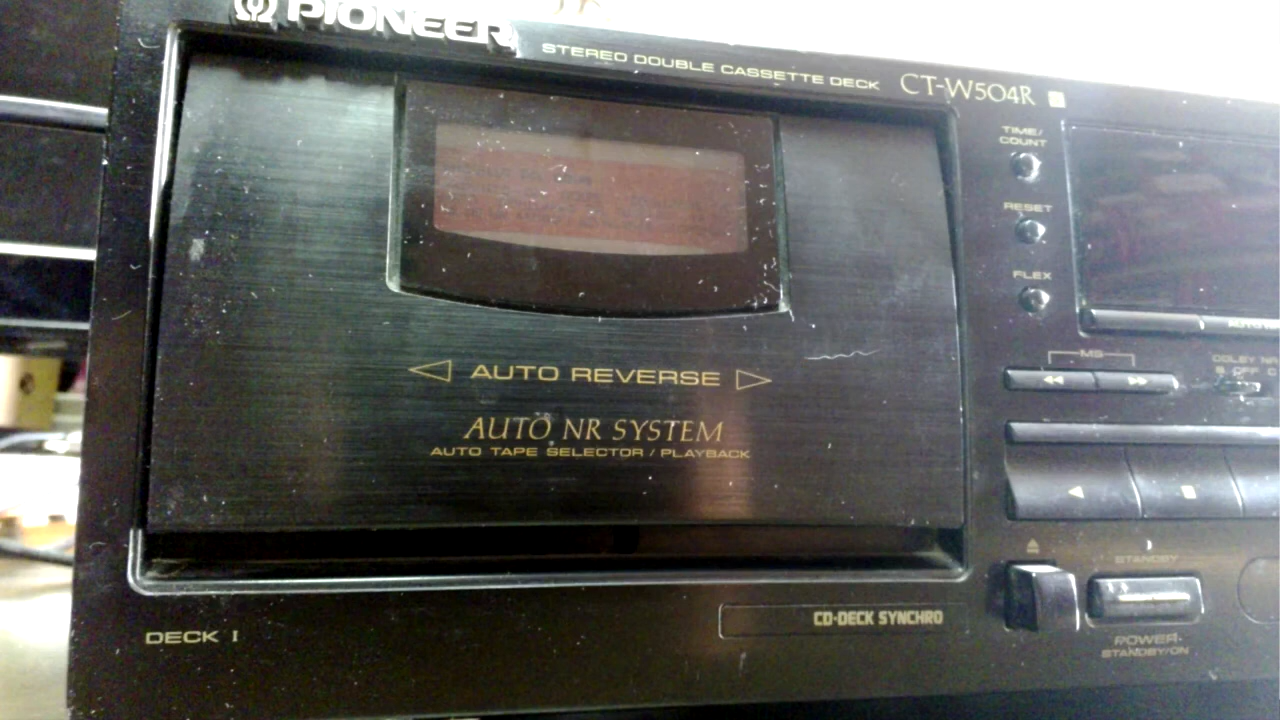 PIONEER
STEREO DOUBLE CASSETTE DECK CT-W504R
TIME/
COUNT
RESET
FLEX
MS
DOLBY NR
B OFF C
AUTO REVERSE
AUTO NR SYSTEM
AUTO TAPE SELECTOR / PLAYBACK
STANDBY
CD·DECK SYNCHRO
DECK I
POWER
STANDBY/ON